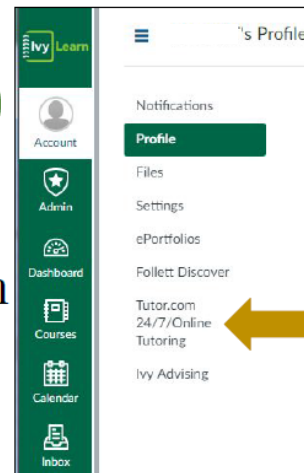 Ivy Learn
's Profile
Account
Admin
Dashboard
Courses
Calendar
Inbox
Notifications
Profile
Files
Settings
ePortfolios
Follett Discover
Tutor.com
24/7/Online
Tutoring
Ivy Advising